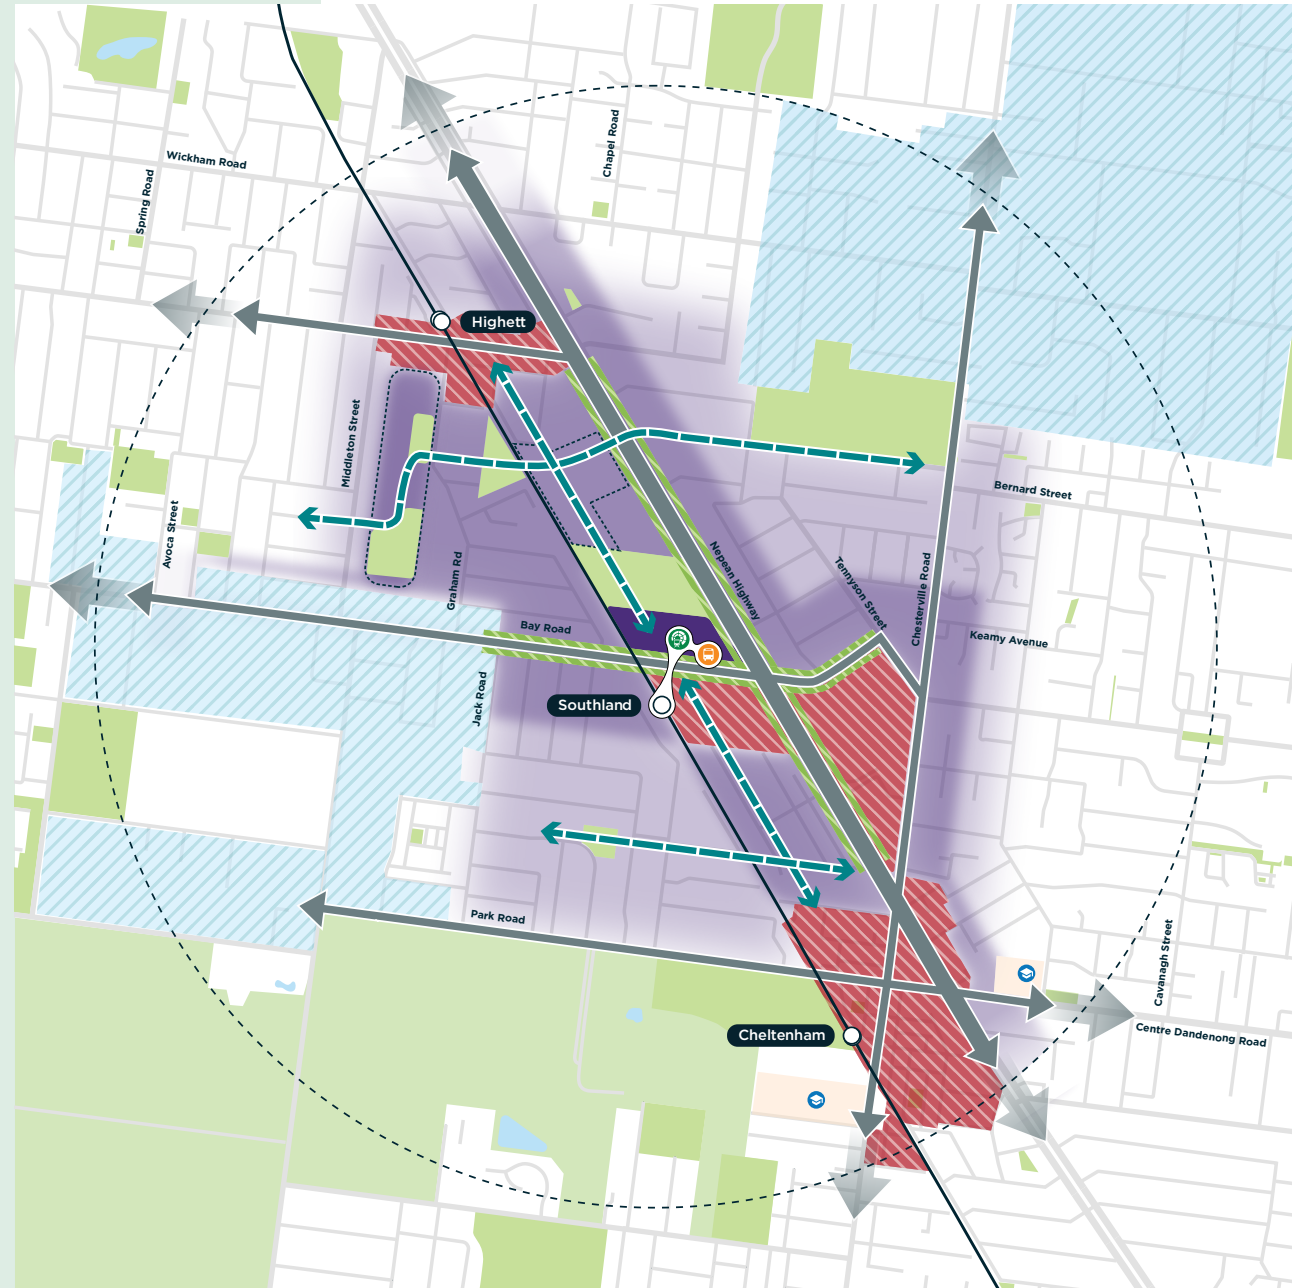 Chapel Road
Wickham Road
Spring Road
Highett
Middleton Street
Bernard Street
Avoca Street
Nepean Highway
Tennyson Street
Graham Rd
Chesterville Road
Bay Road
Keamy Avenue
Jack Road
Southland
Park Road
Cavanagh Street
Cheltenham
Centre Dandenong Road